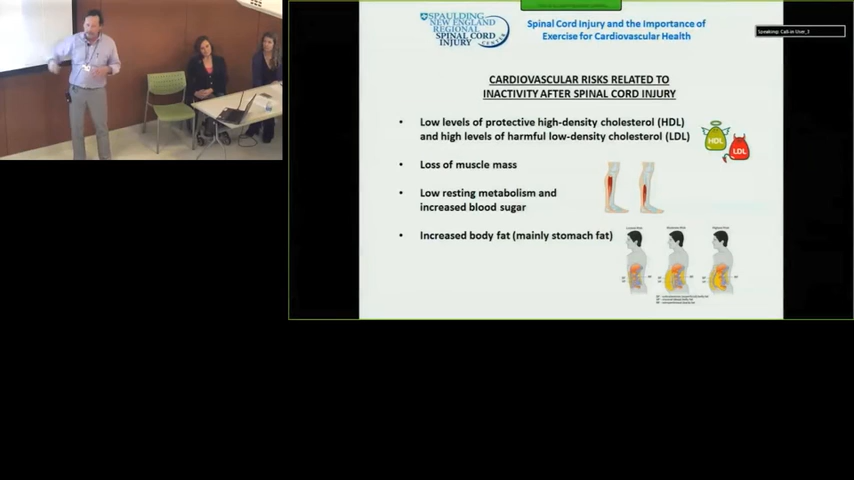 SPAULDING
NEW ENGLAND
REGIONAL
SPINAL CORD
INJURY CENTER
Spinal Cord Injury and the Importance of
Exercise for Cardiovascular Health
Speaking: Call-in User_3
CARDIOVASCULAR RISKS RELATED TO
INACTIVITY AFTER SPINAL CORD INJURY
• Low levels of protective high-density cholesterol (HDL)
and high levels of harmful low-density cholesterol (LDL)
HDL
LDL
• Loss of muscle mass
• Low resting metabolism and
increased blood sugar
• Increased body fat (mainly stomach fat)